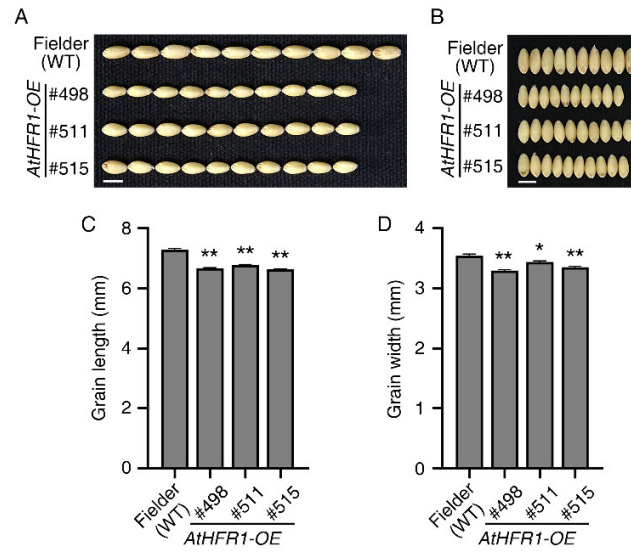 A
Fielder
(WT)
#498
#511
#515
AtHFR1-OE
B
Fielder
(WT)
#498
#511
#515
AtHFR1-OE
C
Grain length (mm)
8
6
4
2
0
**
**
**
Fielder
(WT)
#498
#511
#515
AtHFR1-OE
D
Grain width (mm)
4
3
2
1
0
**
*
**
Fielder
(WT)
#498
#511
#515
AtHFR1-OE